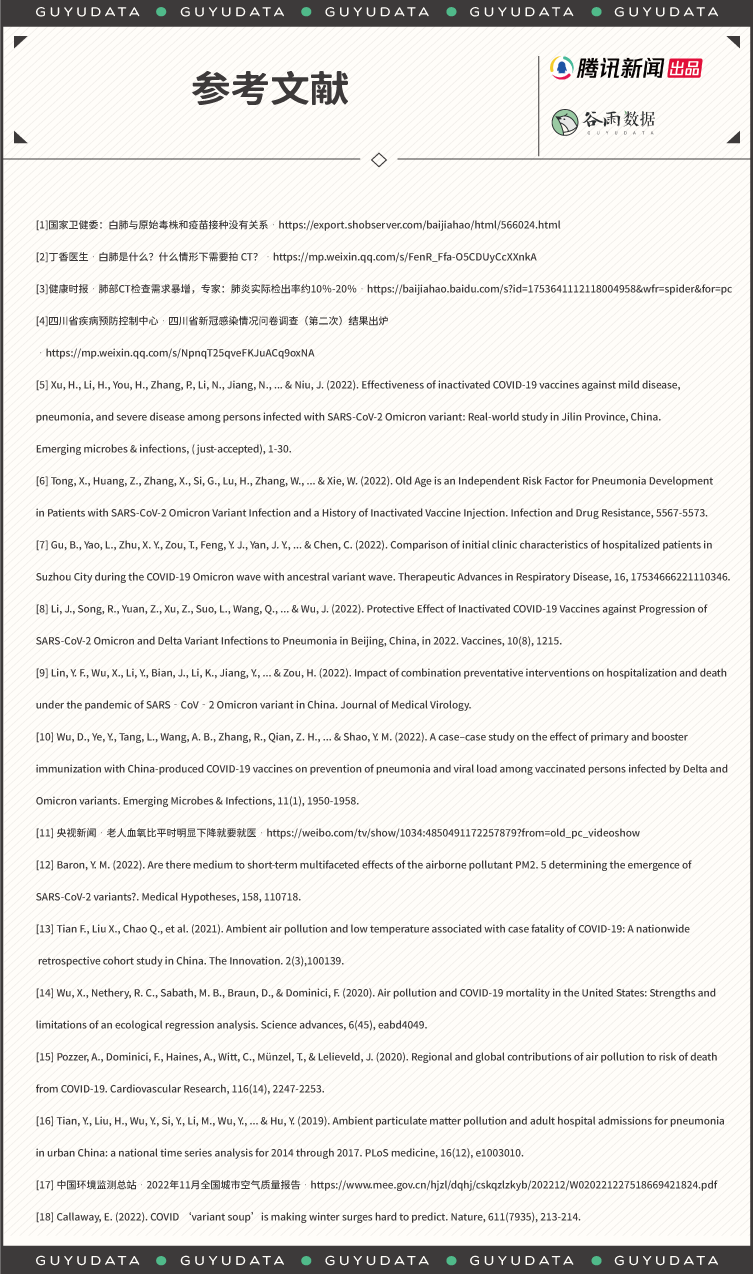 GUYUDATA ● GUYUDATA ● GUYUDATA ● GUYUDATA ● GUYUDATA
参考文献
腾讯新闻 出品
谷雨数据
GUYUDATA
[1]国家卫健委：白肺与原始毒株和疫苗接种没有关系 · https://export.shobserver.com/baijiahao/html/566024.html
[2]丁香医生 · 白肺是什么？什么情形下需要拍 CT？ · https://mp.weixin.qq.com/s/FenR_Ffa-O5CDUyCcXXnkA
[3]健康时报 · 肺部CT检查需求暴增，专家：肺炎实际检出率约10%-20% · https://baijiahao.baidu.com/s?id=1753641112118004958&wfr=spider&for=pc
[4]四川省疾病预防控制中心 · 四川省新冠感染情况问卷调查（第二次）结果出炉
· https://mp.weixin.qq.com/s/NpnqT25qveFKJuACq9oxNA
[5] Xu, H., Li, H., You, H., Zhang, P., Li, N., Jiang, N., ... & Niu, J. (2022). Effectiveness of inactivated COVID-19 vaccines against mild disease,
pneumonia, and severe disease among persons infected with SARS-CoV-2 Omicron variant: Real-world study in Jilin Province, China.
Emerging microbes & infections, (just-accepted), 1-30.
[6] Tong, X., Huang, Z., Zhang, X., Si, G., Lu, H., Zhang, W., ... & Xie, W. (2022). Old Age is an Independent Risk Factor for Pneumonia Development
in Patients with SARS-CoV-2 Omicron Variant Infection and a History of Inactivated Vaccine Injection. Infection and Drug Resistance, 5567-5573.
[7] Gu, B., Yao, L., Zhu, X. Y., Zou, T., Feng, Y. J., Yan, J. Y., ... & Chen, C. (2022). Comparison of initial clinic characteristics of hospitalized patients in
Suzhou City during the COVID-19 Omicron wave with ancestral variant wave. Therapeutic Advances in Respiratory Disease, 16, 17534666221110346.
[8] Li, J., Song, R., Yuan, Z., Xu, Z., Suo, L., Wang, Q., ... & Wu, J. (2022). Protective Effect of Inactivated COVID-19 Vaccines against Progression of
SARS-CoV-2 Omicron and Delta Variant Infections to Pneumonia in Beijing, China, in 2022. Vaccines, 10(8), 1215.
[9] Lin, Y. F., Wu, X., Li, Y., Bian, J., Li, K., Jiang, Y., ... & Zou, H. (2022). Impact of combination preventative interventions on hospitalization and death
under the pandemic of SARS‐CoV‐2 Omicron variant in China. Journal of Medical Virology.
[10] Wu, D., Ye, Y., Tang, L., Wang, A. B., Zhang, R., Qian, Z. H., ... & Shao, Y. M. (2022). A case–case study on the effect of primary and booster
immunization with China-produced COVID-19 vaccines on prevention of pneumonia and viral load among vaccinated persons infected by Delta and
Omicron variants. Emerging Microbes & Infections, 11(1), 1950-1958.
[11] 央视新闻 · 老人血氧比平时明显下降就要就医 · https://weibo.com/tv/show/1034:4850491172257879?from=old_pc_videoshow
[12] Baron, Y. M. (2022). Are there medium to short-term multifaceted effects of the airborne pollutant PM2. 5 determining the emergence of
SARS-CoV-2 variants?. Medical Hypotheses, 158, 110718.
[13] Tian F., Liu X., Chao Q., et al. (2021). Ambient air pollution and low temperature associated with case fatality of COVID-19: A nationwide
retrospective cohort study in China. The Innovation. 2(3),100139.
[14] Wu, X., Nethery, R. C., Sabath, M. B., Braun, D., & Dominici, F. (2020). Air pollution and COVID-19 mortality in the United States: Strengths and
limitations of an ecological regression analysis. Science advances, 6(45), eabd4049.
[15] Pozzer, A., Dominici, F., Haines, A., Witt, C., Münzel, T., & Lelieveld, J. (2020). Regional and global contributions of air pollution to risk of death
from COVID-19. Cardiovascular Research, 116(14), 2247-2253.
[16] Tian, Y., Liu, H., Wu, Y., Si, Y., Li, M., Wu, Y., ... & Hu, Y. (2019). Ambient particulate matter pollution and adult hospital admissions for pneumonia
in urban China: a national time series analysis for 2014 through 2017. PLoS medicine, 16(12), e1003010.
[17] 中国环境监测总站 · 2022年11月全国城市空气质量报告 · https://www.mee.gov.cn/hjzl/dqhj/cskqzlzkyb/202212/W020221227518669421824.pdf
[18] Callaway, E. (2022). COVID ‘variant soup’ is making winter surges hard to predict. Nature, 611(7935), 213-214.
GUYUDATA ● GUYUDATA ● GUYUDATA ● GUYUDATA ● GUYUDATA